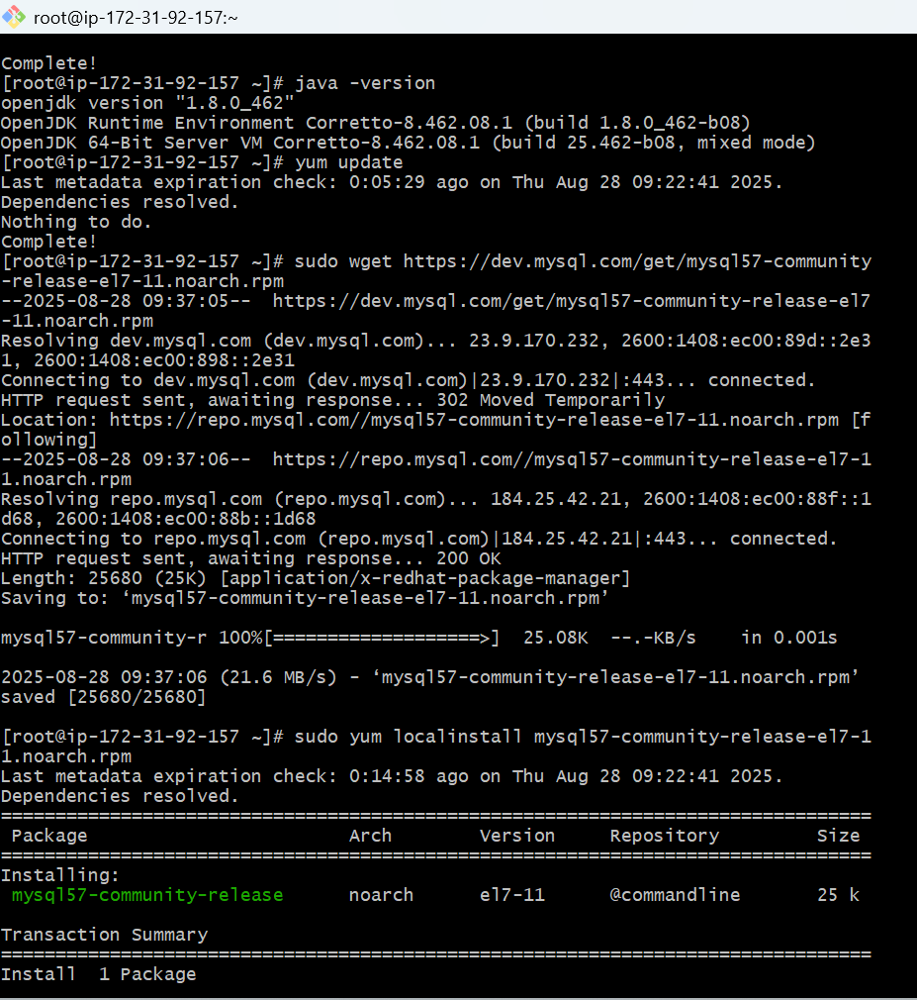 root@ip-172-31-92-157:~
Complete!
[root@ip-172-31-92-157 ~]# java -version
openjdk version "1.8.0_462"
OpenJDK Runtime Environment Corretto-8.462.08.1 (build 1.8.0_462-b08)
OpenJDK 64-Bit Server VM Corretto-8.462.08.1 (build 25.462-b08, mixed mode)
[root@ip-172-31-92-157 ~]# yum update
Last metadata expiration check: 0:05:29 ago on Thu Aug 28 09:22:41 2025.
Dependencies resolved.
Nothing to do.
Complete!
[root@ip-172-31-92-157 ~]# sudo wget https://dev.mysql.com/get/mysql57-community
-release-el7-11.noarch.rpm
--2025-08-28 09:37:05--  https://dev.mysql.com/get/mysql57-community-release-el7
-11.noarch.rpm
Resolving dev.mysql.com (dev.mysql.com)... 23.9.170.232, 2600:1408:ec00:89d::2e3
1, 2600:1408:ec00:898::2e31
Connecting to dev.mysql.com (dev.mysql.com)|23.9.170.232|:443... connected.
HTTP request sent, awaiting response... 302 Moved Temporarily
Location: https://repo.mysql.com//mysql57-community-release-el7-11.noarch.rpm [f
ollowing]
--2025-08-28 09:37:06--  https://repo.mysql.com//mysql57-community-release-el7-1
1.noarch.rpm
Resolving repo.mysql.com (repo.mysql.com)... 184.25.42.21, 2600:1408:ec00:88f::1
d68, 2600:1408:ec00:88b::1d68
Connecting to repo.mysql.com (repo.mysql.com)|184.25.42.21|:443... connected.
HTTP request sent, awaiting response... 200 OK
Length: 25680 (25K) [application/x-redhat-package-manager]
Saving to: ‘mysql57-community-release-el7-11.noarch.rpm’
mysql57-community-r 100%[===================>]  25.08K  --.-KB/s    in 0.001s
2025-08-28 09:37:06 (21.6 MB/s) - ‘mysql57-community-release-el7-11.noarch.rpm’
saved [25680/25680]
[root@ip-172-31-92-157 ~]# sudo yum localinstall mysql57-community-release-el7-1
1.noarch.rpm
Last metadata expiration check: 0:14:58 ago on Thu Aug 28 09:22:41 2025.
Dependencies resolved.
================================================================================
 Package                        Arch        Version     Repository         Size
================================================================================
Installing:
 mysql57-community-release      noarch      el7-11      @commandline       25 k
Transaction Summary
================================================================================
Install  1 Package